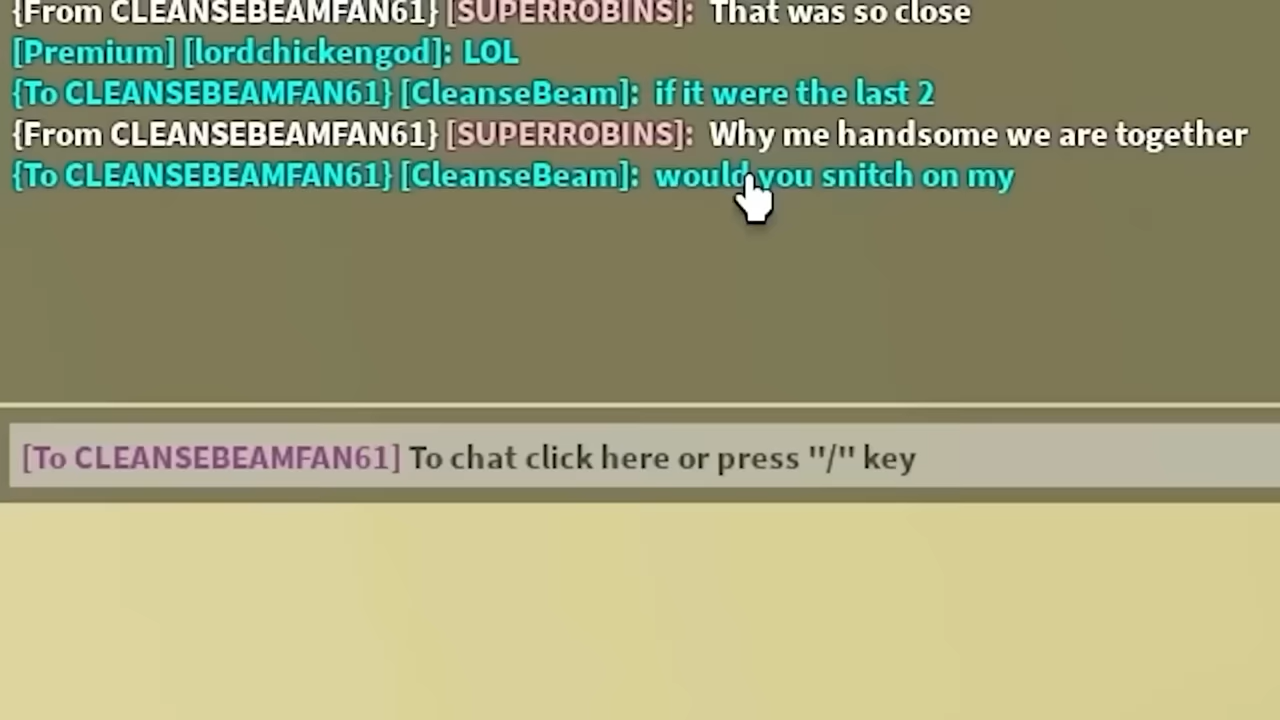 {From CLEANSEBEAMFAN61} [SUPERROBINS]: That was so close
[Premium] [lordchickengod]: LOL
{To CLEANSEBEAMFAN61} [CleanseBeam]: if it were the last 2
{From CLEANSEBEAMFAN61} [SUPERROBINS]: Why me handsome we are together
{To CLEANSEBEAMFAN61} [CleanseBeam]: would you snitch on my
[To CLEANSEBEAMFAN61] To chat click here or press "/" key